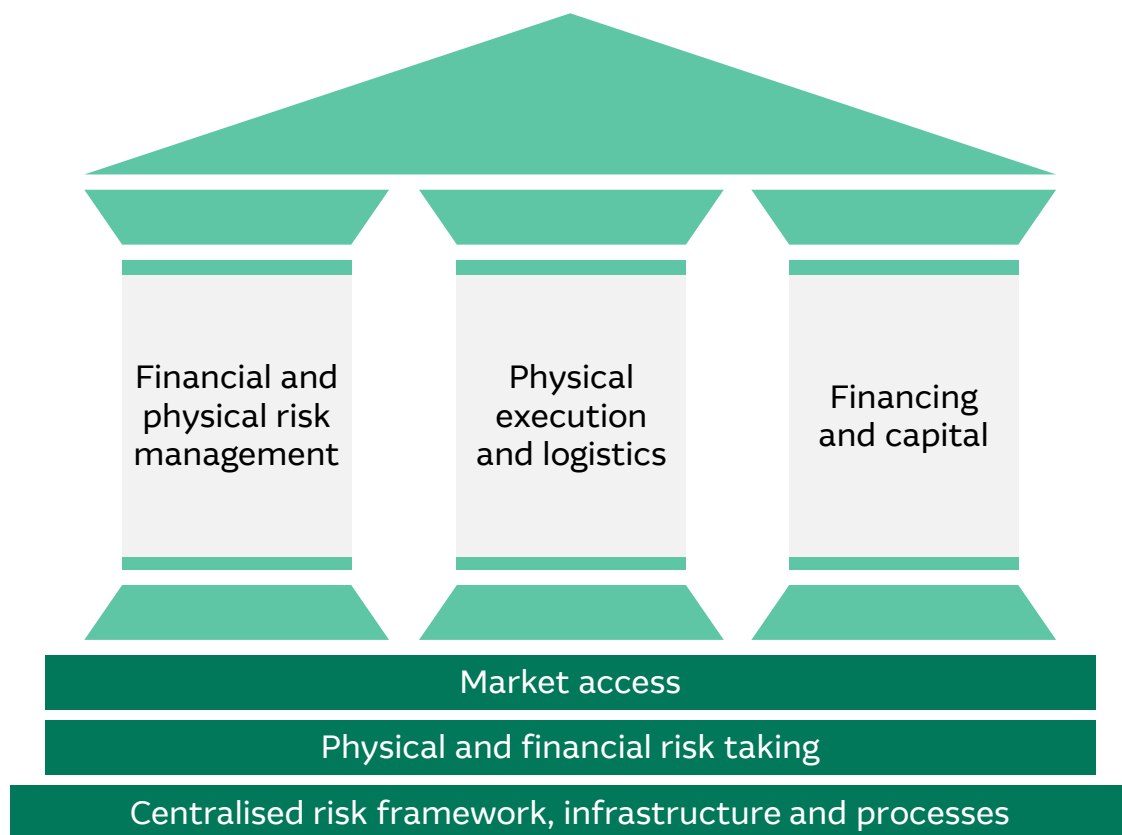 Financial and
physical risk
management
Physical
execution
and logistics
Financing
and capital
Market access
Physical and financial risk taking
Centralised risk framework, infrastructure and processes